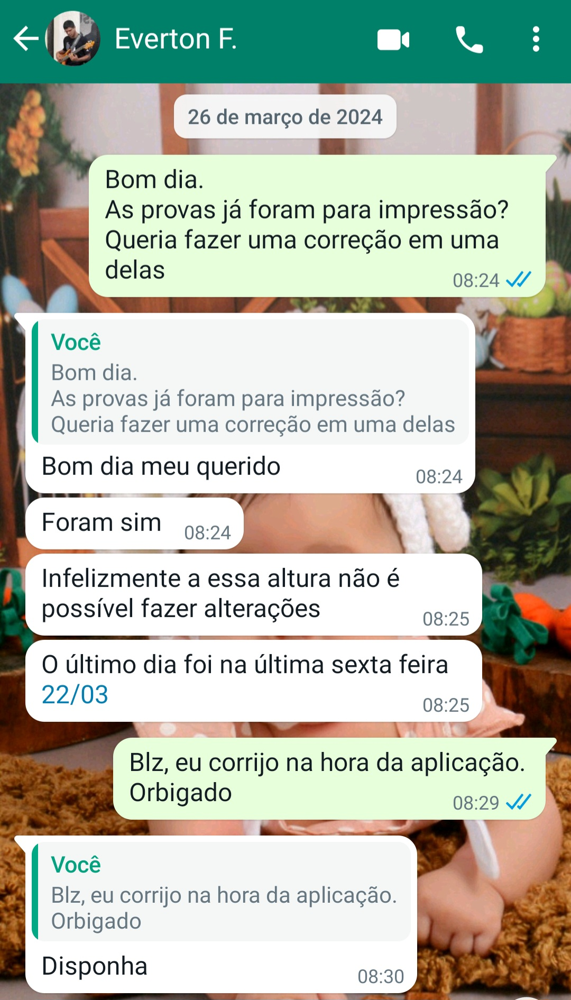 Everton F.
26 de março de 2024
Bom dia.
As provas já foram para impressão?
Queria fazer uma correção em uma
delas
08:24
Você
Bom dia.
As provas já foram para impressão?
Queria fazer uma correção em uma delas
Bom dia meu querido
08:24
Foram sim
08:24
Infelizmente a essa altura não é
possível fazer alterações
08:25
O último dia foi na última sexta feira
22/03
08:25
Blz, eu corrijo na hora da aplicação.
Orbigado
08:29
Você
Blz, eu corrijo na hora da aplicação.
Orbigado
Disponha
08:30